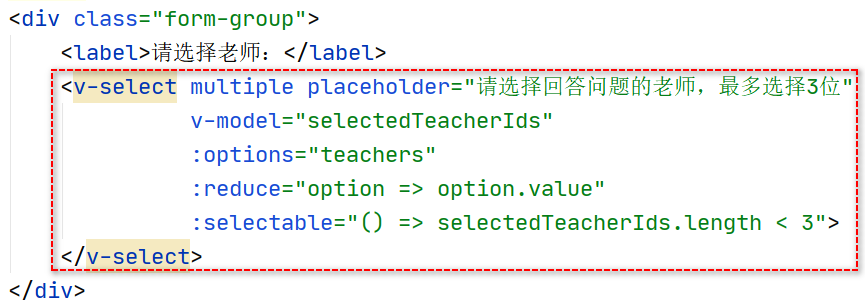 <div class="form-group">
    <label>请选择老师：</label>
    <v-select multiple placeholder="请选择回答问题的老师，最多选择3位"
              v-model="selectedTeacherIds"
              :options="teachers"
              :reduce="option => option.value"
              :selectable="() => selectedTeacherIds.length < 3">
    </v-select>
</div>